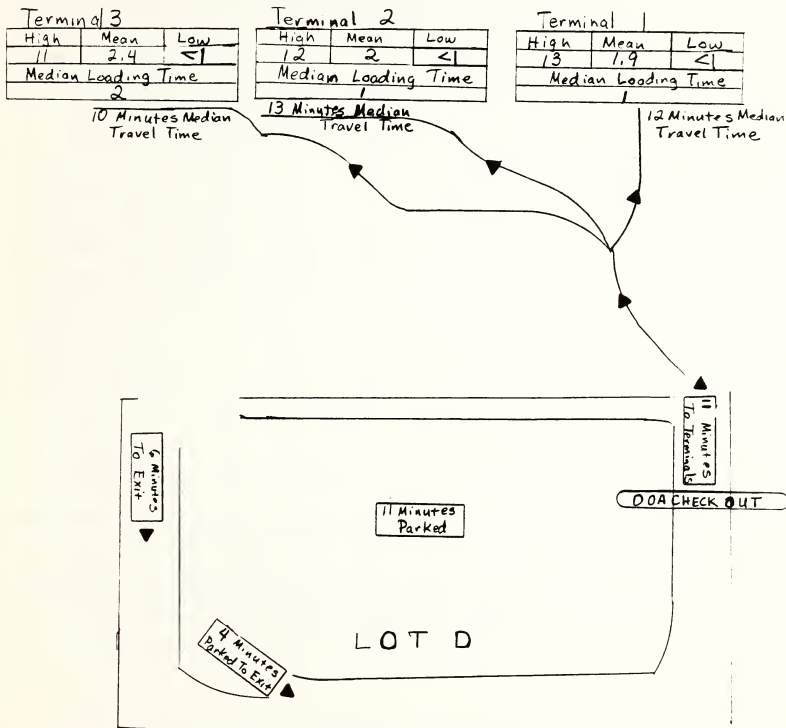 Terminal 3
High Mean Low
11 2.4 <1
Median Loading Time
2
10 Minutes Median
Travel Time
Terminal 2
High Mean Low
12 2 <1
Median Loading Time
1
13 Minutes Median
Travel Time
Terminal 1
High Mean Low
13 1.9 <1
Median Loading Time
1
12 Minutes Median
Travel Time
11 Minutes
To Terminals
DOA CHECK OUT
6 Minutes
To Exit
11 Minutes
Parked
4 Minutes
Parked To Exit
LOT D